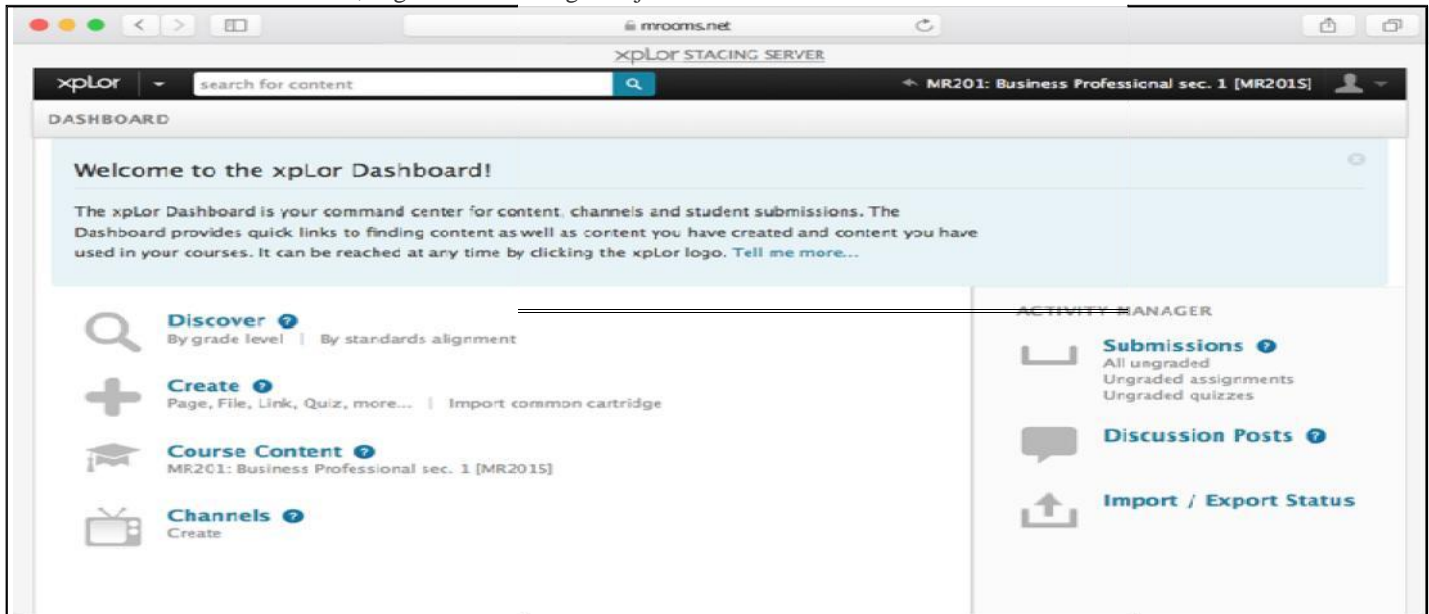 mrooms.net
xpLor STACING SERVER
xpLor
search for content
MR201: Business Professional sec. 1 [MR201S]
DASHBOARD
Welcome to the xpLor Dashboard!
The xpLor Dashboard is your command center for content, channels and student submissions. The
Dashboard provides quick links to finding content as well as content you have created and content you have
used in your courses. It can be reached at any time by clicking the xpLor logo. Tell me more...
Discover ?
By grade level | By standards alignment
Create ?
Page, File, Link, Quiz, more... | Import common cartridge
Course Content ?
MR201: Business Professional sec. 1 [MR201S]
Channels ?
Create
ACTIVITY MANAGER
Submissions ?
All ungraded
Ungraded assignments
Ungraded quizzes
Discussion Posts ?
Import / Export Status